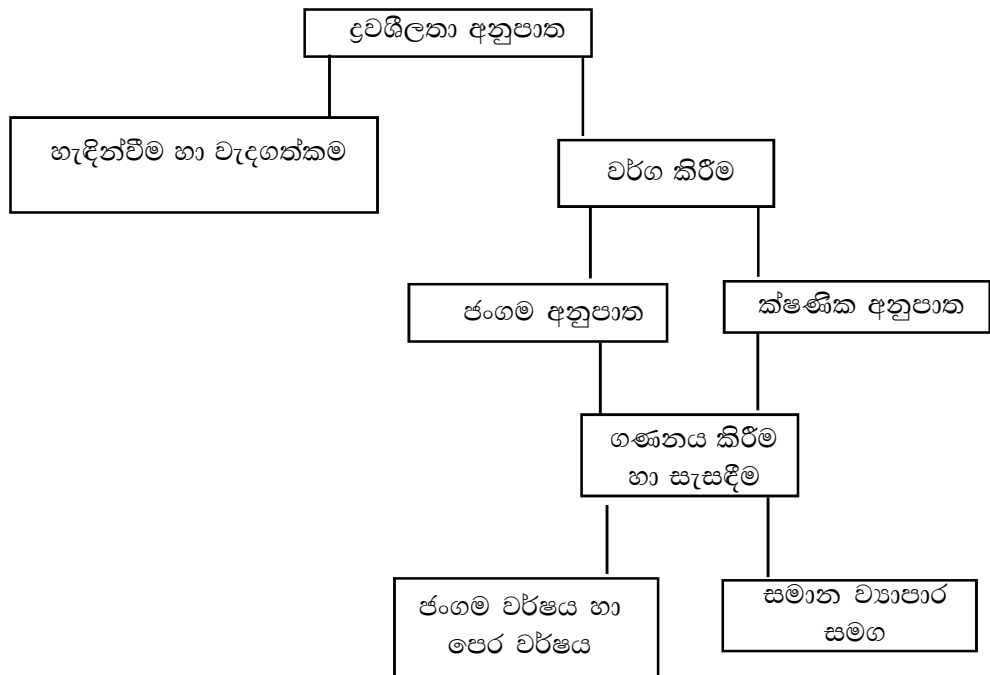 ද්‍රවශීලතා අනුපාත
හැඳින්වීම හා වැදගත්කම
වර්ග කිරීම
ජංගම අනුපාත
ක්ෂණික අනුපාත
ගණනය කිරීම
හා සැසඳීම
ජංගම වර්ෂය හා
පෙර වර්ෂය
සමාන ව්‍යාපාර
සමග